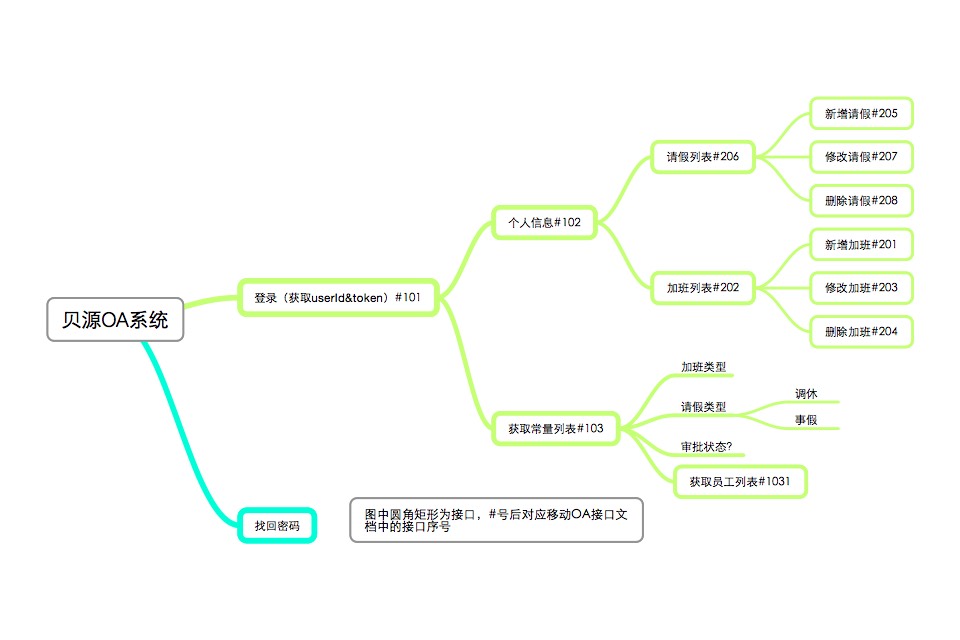 贝源OA系统
登录（获取userId&token）#101
个人信息#102
请假列表#206
新增请假#205
修改请假#207
删除请假#208
加班列表#202
新增加班#201
修改加班#203
删除加班#204
获取常量列表#103
加班类型
请假类型
调休
事假
审批状态?
获取员工列表#1031
找回密码
图中圆角矩形为接口，#号后对应移动OA接口文
档中的接口序号